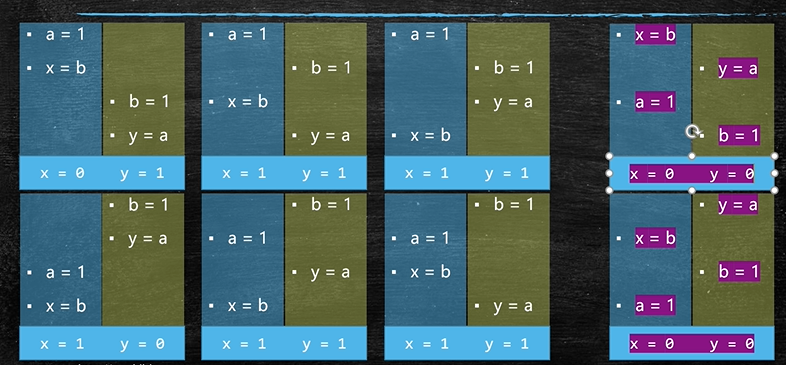 ▪ a = 1
▪ x = b
▪ b = 1
▪ y = a
x = 0 y = 1
▪ a = 1
▪ b = 1
▪ x = b
▪ y = a
x = 1 y = 1
▪ a = 1
▪ b = 1
▪ y = a
▪ x = b
x = 1 y = 1
▪ x = b
▪ y = a
▪ a = 1
▪ b = 1
x = 0 y = 0
▪ b = 1
▪ y = a
▪ a = 1
▪ x = b
x = 1 y = 0
▪ b = 1
▪ a = 1
▪ y = a
▪ x = b
x = 1 y = 1
▪ b = 1
▪ a = 1
▪ x = b
▪ y = a
x = 1 y = 1
▪ y = a
▪ x = b
▪ b = 1
▪ a = 1
x = 0 y = 0